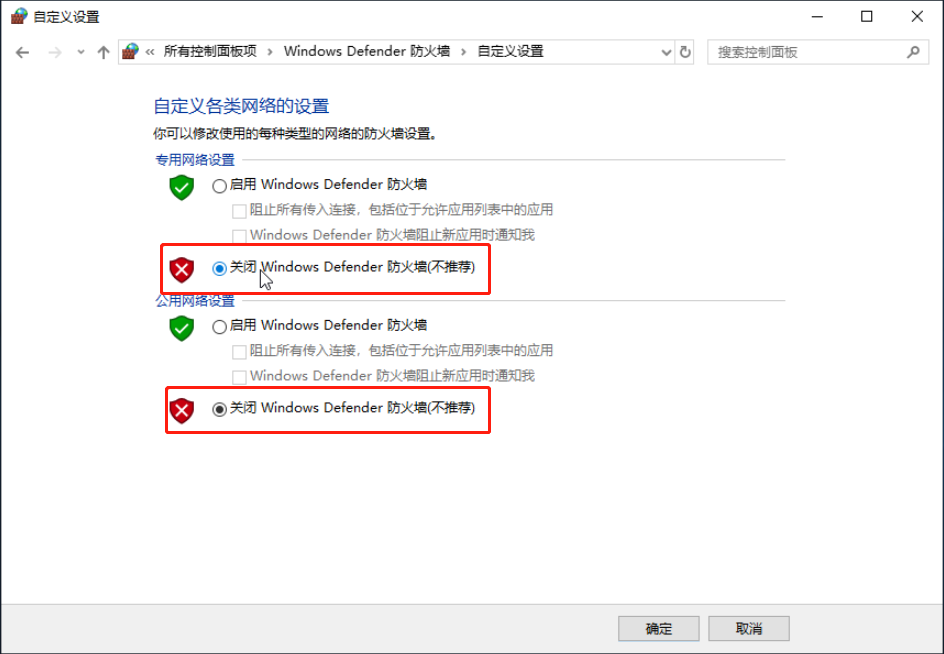 自定义设置
« 所有控制面板项 › Windows Defender 防火墙 › 自定义设置
搜索控制面板
自定义各类网络的设置
你可以修改使用的每种类型的网络的防火墙设置。
专用网络设置
启用 Windows Defender 防火墙
阻止所有传入连接，包括位于允许应用列表中的应用
Windows Defender 防火墙阻止新应用时通知我
关闭 Windows Defender 防火墙(不推荐)
公用网络设置
启用 Windows Defender 防火墙
阻止所有传入连接，包括位于允许应用列表中的应用
Windows Defender 防火墙阻止新应用时通知我
关闭 Windows Defender 防火墙(不推荐)
确定
取消